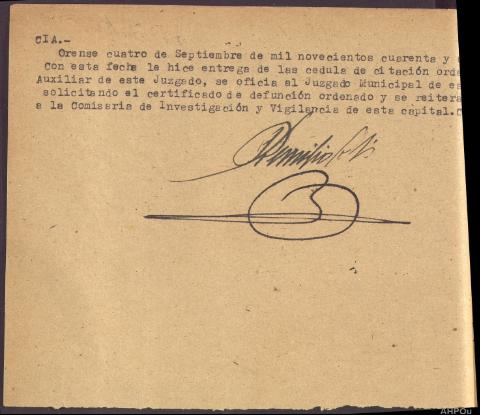 CIA.-
Orense cuatro de Septiembre de mil novecientos cuarenta y
Con esta fecha le hice entrega de las cedula de citación orde
Auxiliar de este Juzgado, se oficia al Juzgado Municipal de es
solicitando el certificado de defunción ordenado y se reitera
a la Comisaria de Investigación y Vigilancia de esta capital.
AHPOu